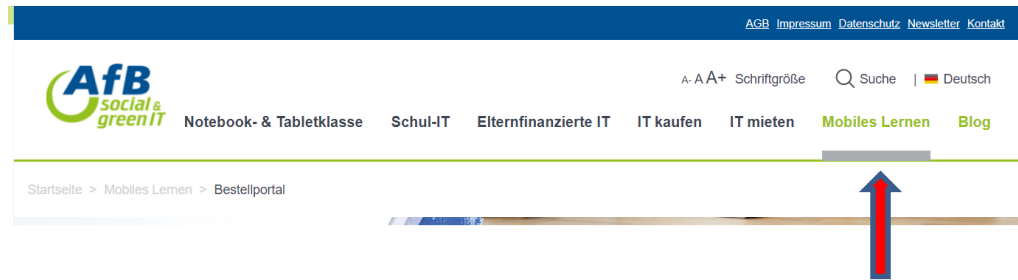 AGB Impressum Datenschutz Newsletter Kontakt
AfB
social &
green IT
A- A A+ Schriftgröße Suche | Deutsch
Notebook- & Tabletklasse Schul-IT Elternfinanzierte IT IT kaufen IT mieten Mobiles Lernen Blog
Startseite > Mobiles Lernen > Bestellportal